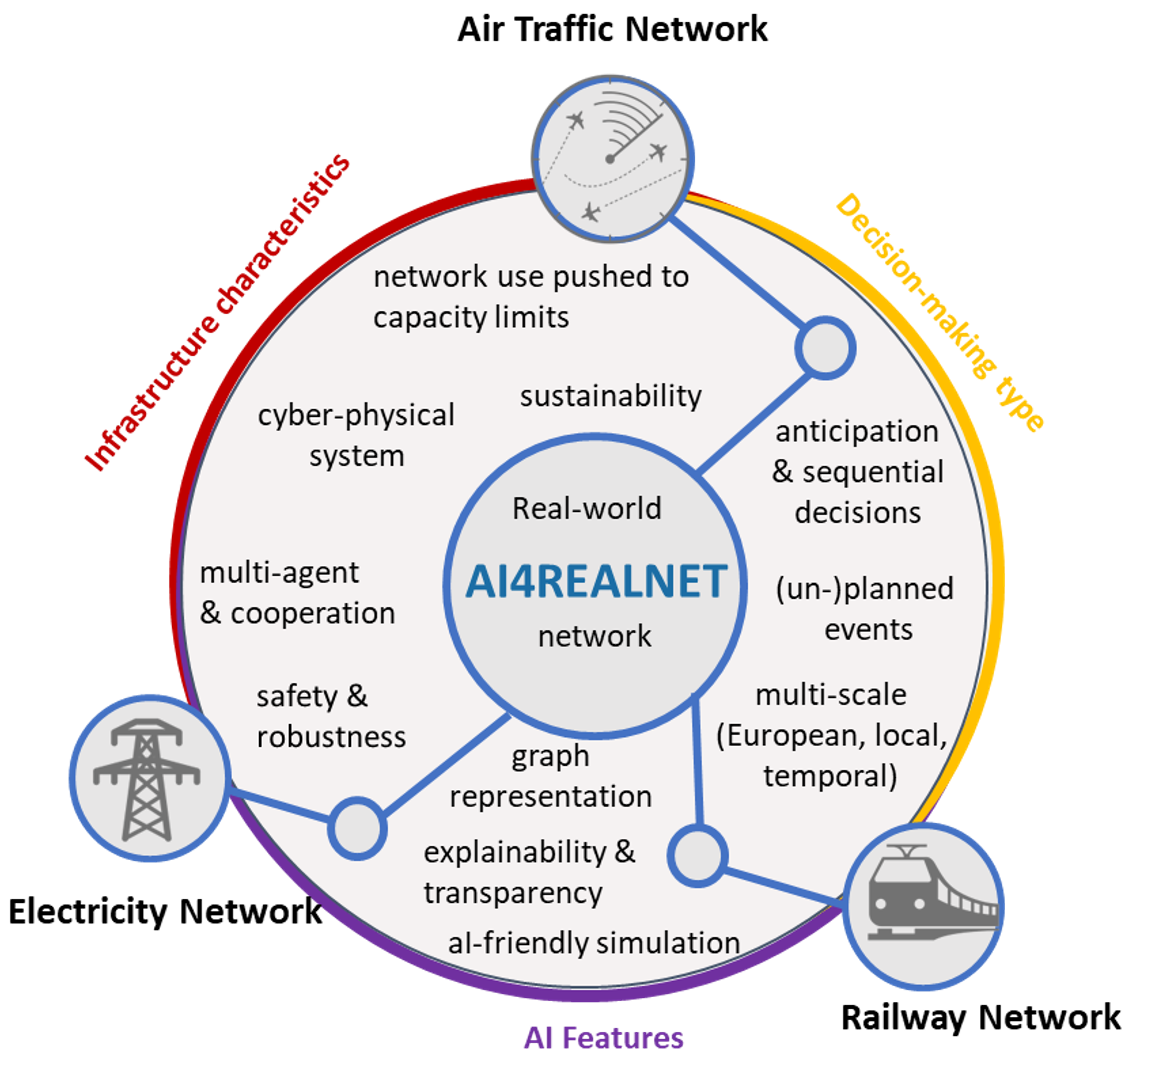 Air Traffic Network
Infrastructure characteristics
Decision-making type
network use pushed to
capacity limits
sustainability
cyber-physical
system
anticipation
& sequential
decisions
Real-world
AI4REALNET
network
multi-agent
& cooperation
(un-)planned
events
safety &
robustness
multi-scale
(European, local,
temporal)
graph
representation
explainability &
transparency
aI-friendly simulation
Electricity Network
Railway Network
AI Features